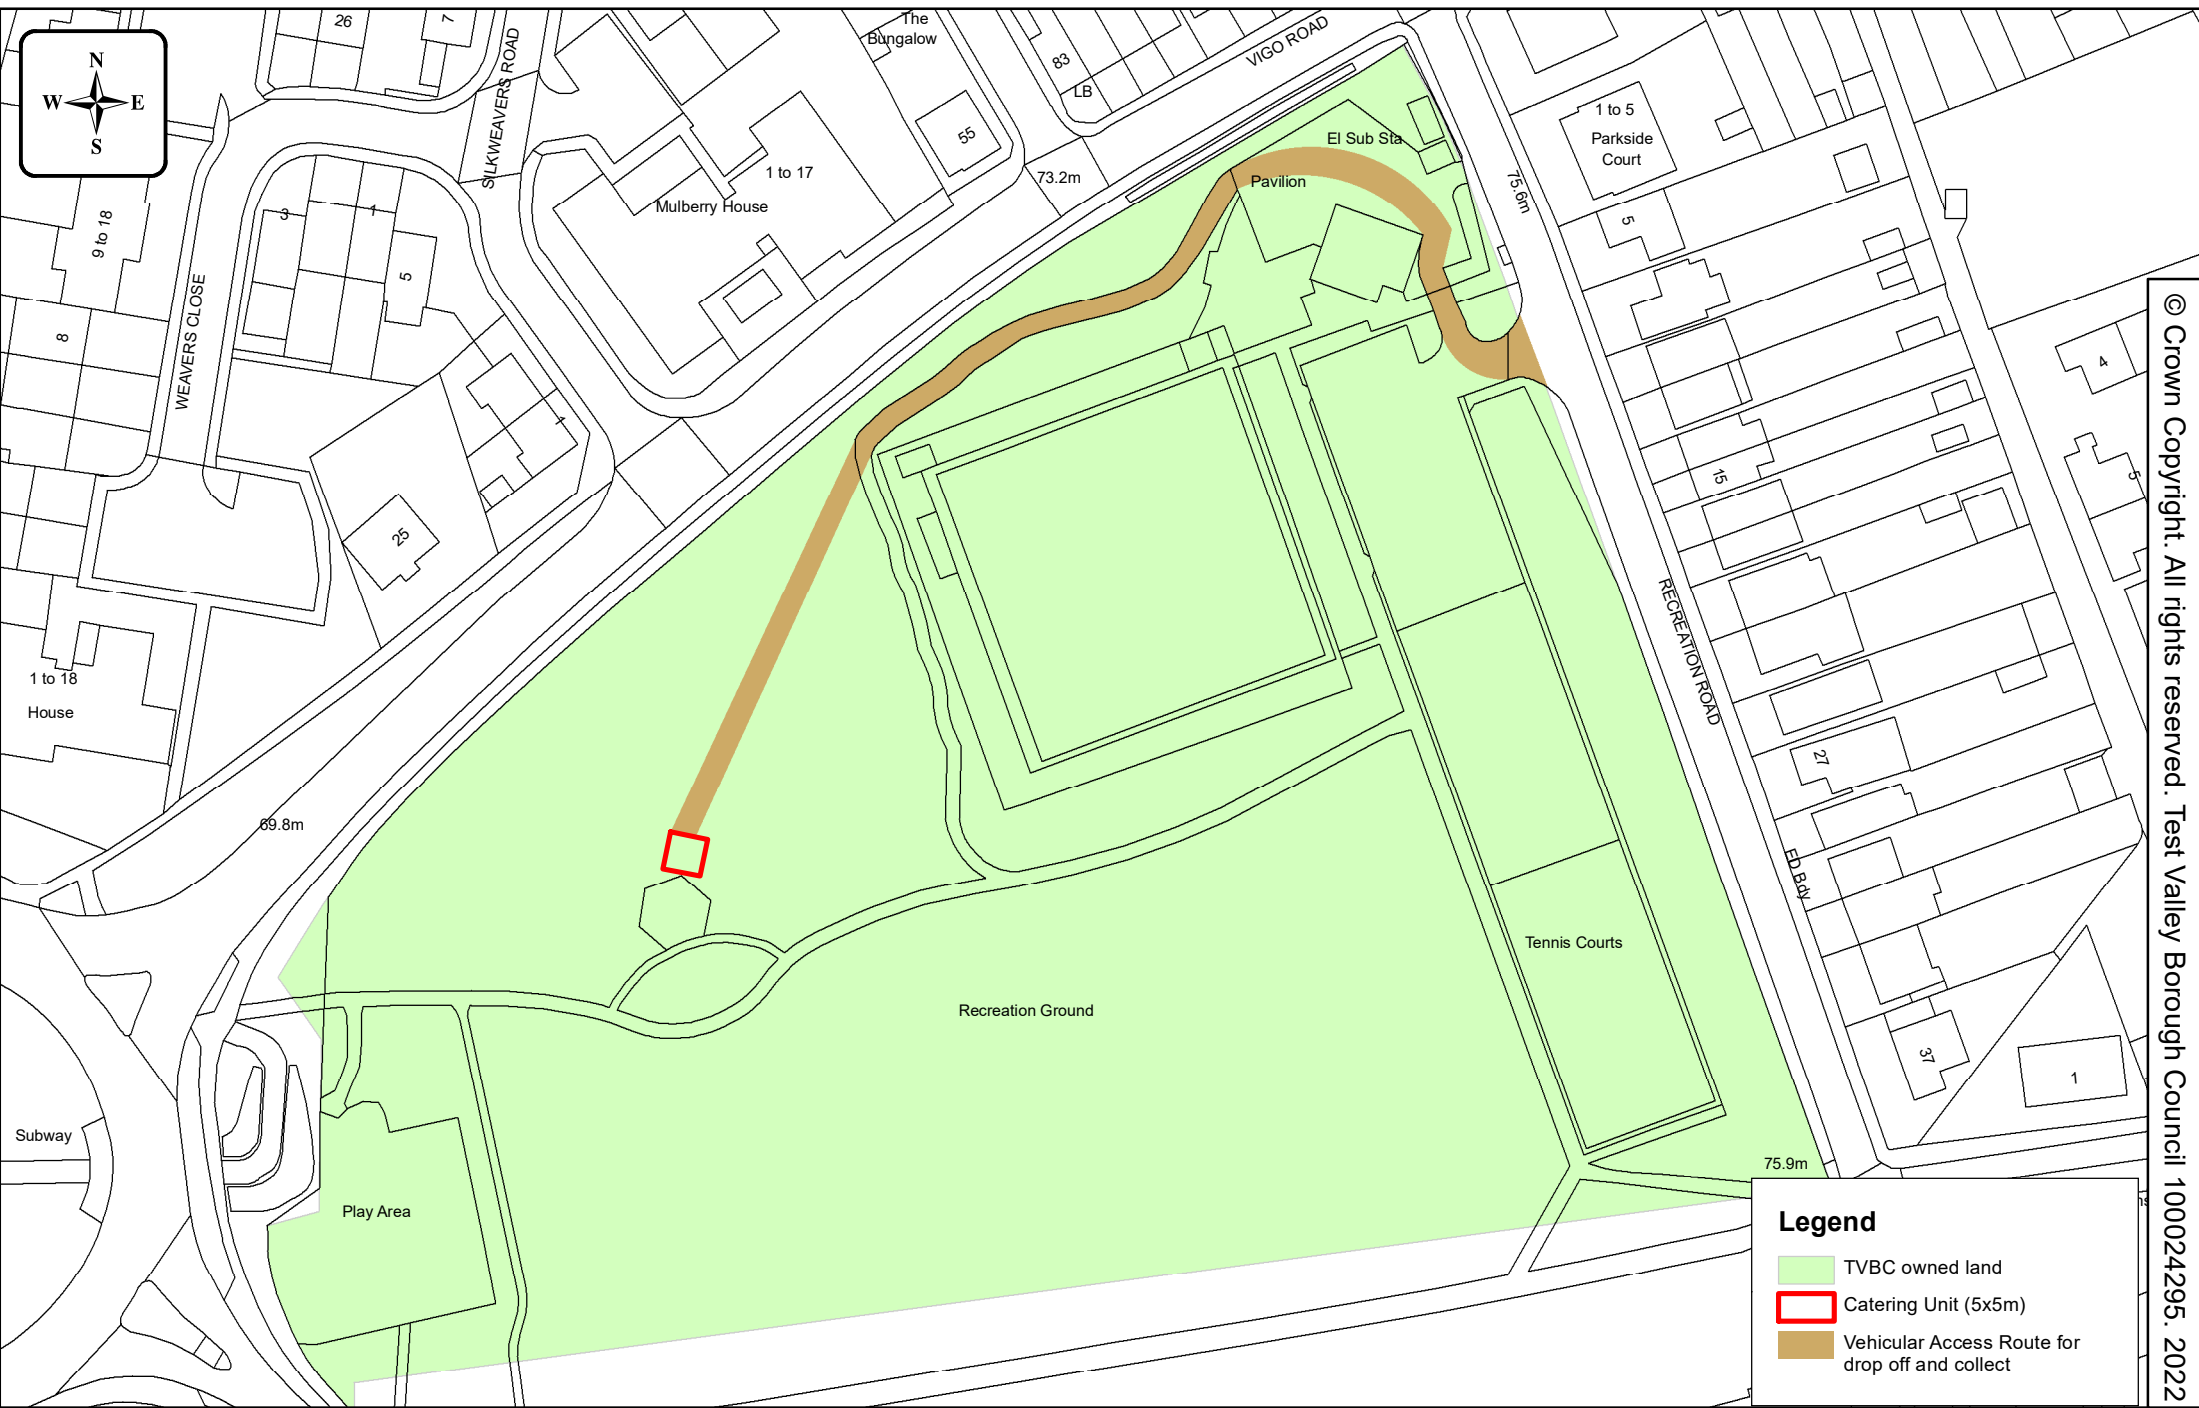 N
W
E
S
26
7
SILKWEAVERS ROAD
The
Bungalow
83
LB
VIGO ROAD
55
1 to 17
Mulberry House
73.2m
El Sub Sta
Pavilion
75.6m
1 to 5
Parkside
Court
5
9 to 18
3
1
5
WEAVERS CLOSE
8
1
25
15
4
5
1 to 18
House
RECREATION ROAD
27
69.8m
ED Bdy
Tennis Courts
Recreation Ground
37
1
Subway
Play Area
75.9m
Legend
TVBC owned land
Catering Unit (5x5m)
Vehicular Access Route for
drop off and collect
© Crown Copyright. All rights reserved. Test Valley Borough Council 100024295. 2022